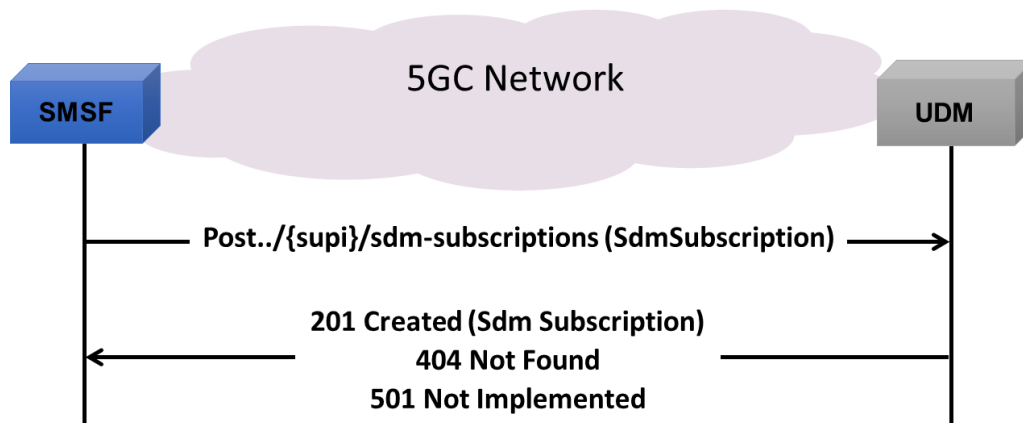 5GC Network
SMSF
UDM
Post../{supi}/sdm-subscriptions (SdmSubscription)
201 Created (Sdm Subscription)
404 Not Found
501 Not Implemented